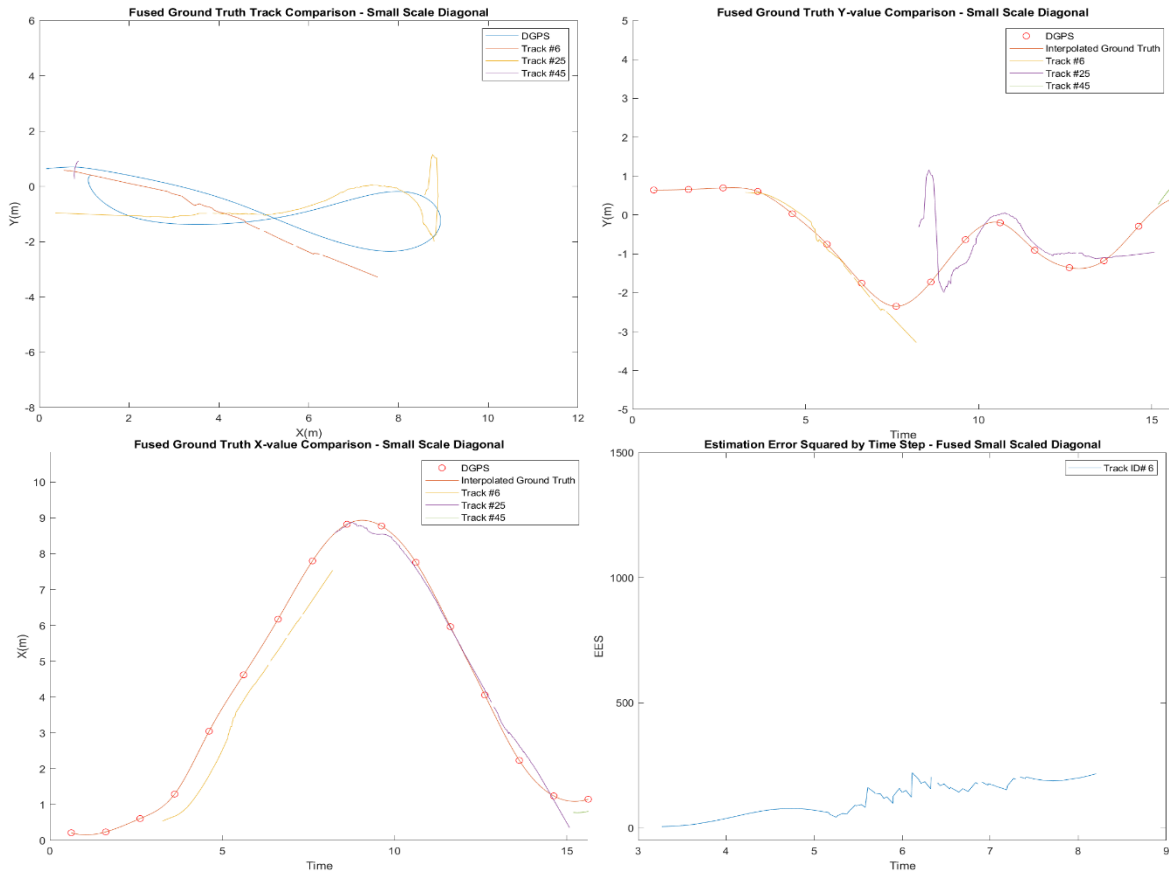 Fused Ground Truth Track Comparison - Small Scale Diagonal
6
4
2
0
-2
-4
-6
-8
Y(m)
0
2
4
6
8
10
12
X(m)
DGPS
Track #6
Track #25
Track #45
Fused Ground Truth Y-value Comparison - Small Scale Diagonal
5
4
3
2
1
0
-1
-2
-3
-4
-5
Y(m)
0
5
10
15
Time
DGPS
Interpolated Ground Truth
Track #6
Track #25
Track #45
Fused Ground Truth X-value Comparison - Small Scale Diagonal
10
9
8
7
6
5
4
3
2
1
0
X(m)
0
5
10
15
Time
DGPS
Interpolated Ground Truth
Track #6
Track #25
Track #45
Estimation Error Squared by Time Step - Fused Small Scaled Diagonal
1500
1000
500
0
EES
3
4
5
6
7
8
9
Time
Track ID# 6